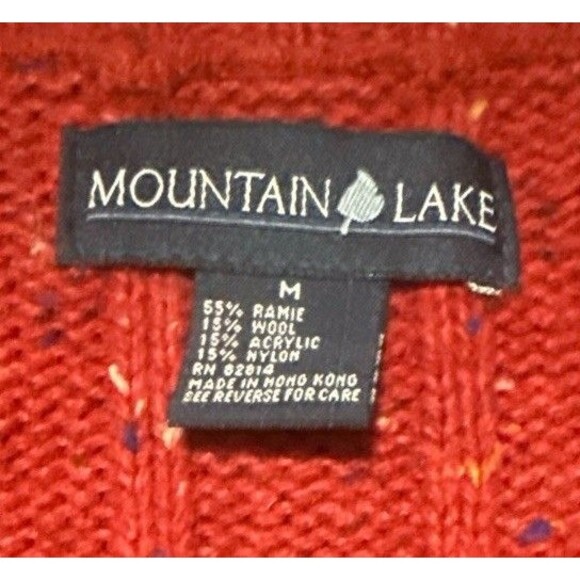 MOUNTAIN LAKE
M
55% RAMIE
15% WOOL
15% ACRYLIC
15% NYLON
RN 82814
MADE IN HONG KONG
SEE REVERSE FOR CARE